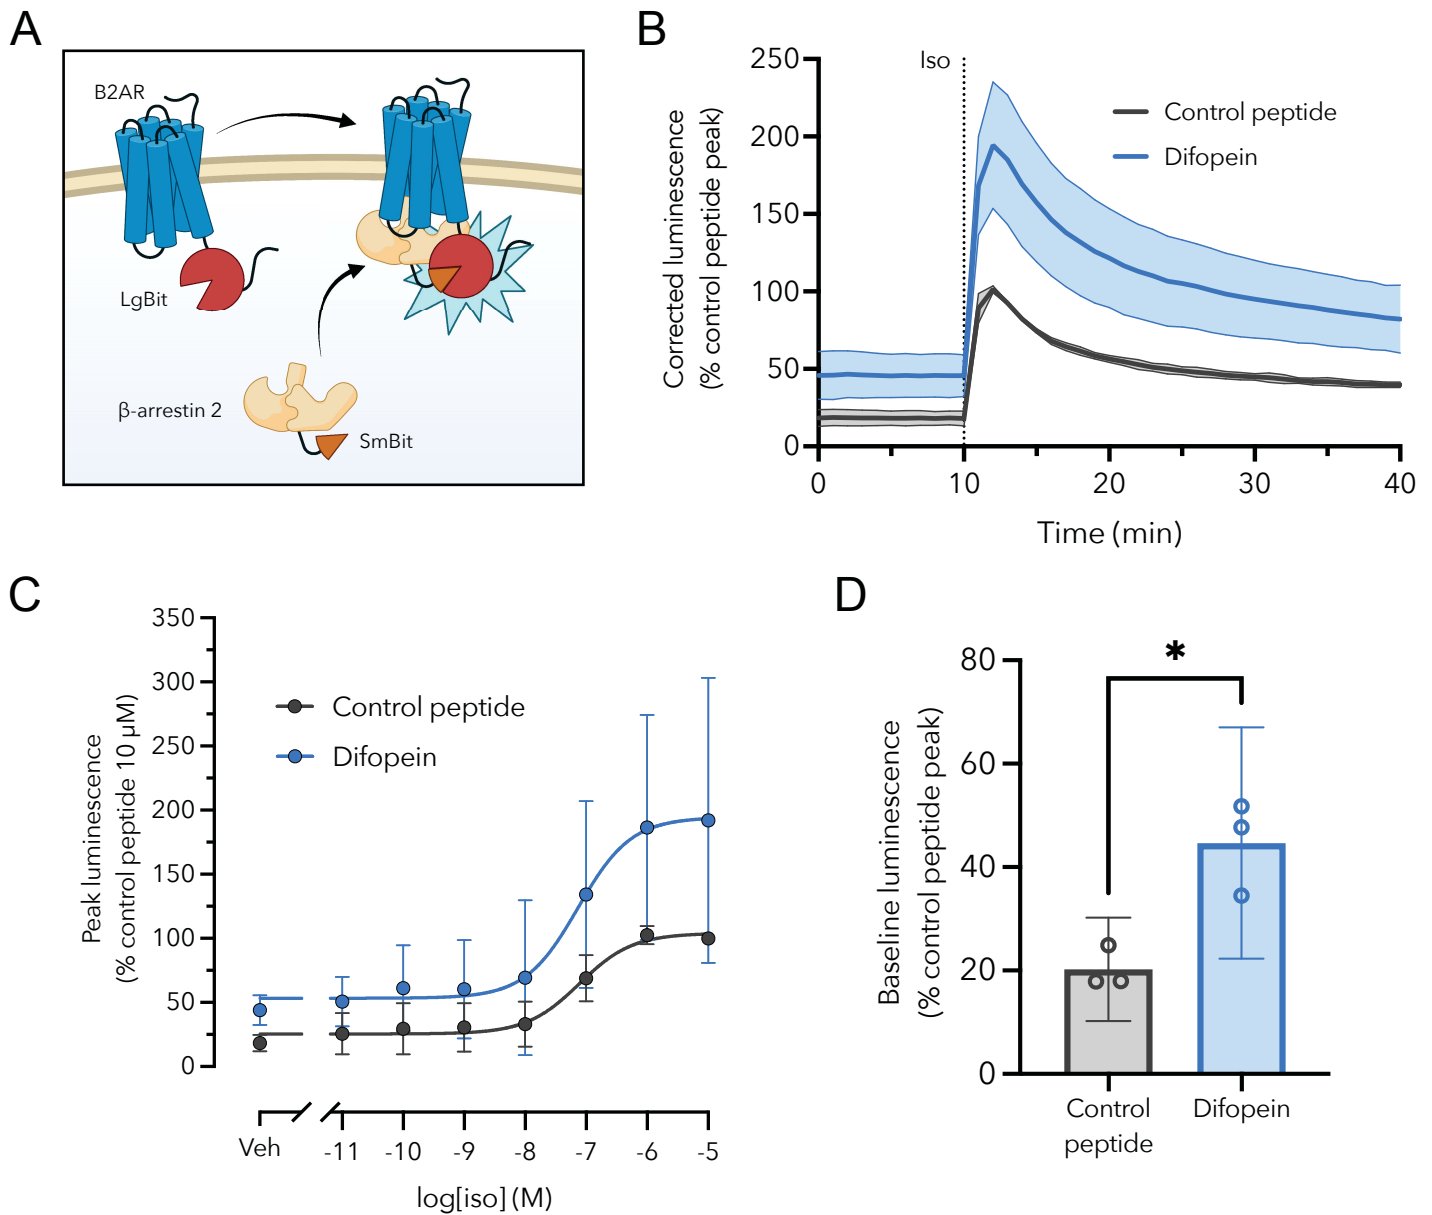 A
B2AR
LgBit
β-arrestin 2
SmBit
B
Iso
Control peptide
Difopein
Corrected luminescence
(% control peptide peak)
250
200
150
100
50
0
0 10 20 30 40
Time (min)
C
Control peptide
Difopein
Peak luminescence
(% control peptide 10 µM)
350
300
250
200
150
100
50
0
Veh -11 -10 -9 -8 -7 -6 -5
log[iso] (M)
D
*
Baseline luminescence
(% control peptide peak)
80
60
40
20
0
Control
peptide
Difopein